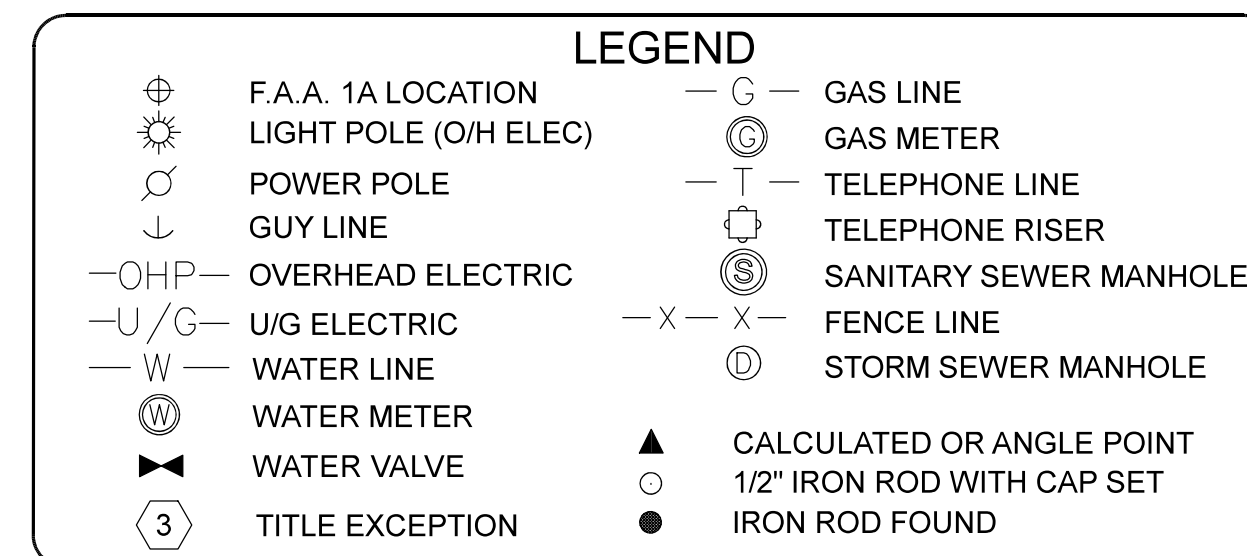 LEGEND
F.A.A. 1A LOCATION
LIGHT POLE (O/H ELEC)
POWER POLE
GUY LINE
—OHP— OVERHEAD ELECTRIC
—U/G— U/G ELECTRIC
— W — WATER LINE
W WATER METER
WATER VALVE
3 TITLE EXCEPTION
— G — GAS LINE
G GAS METER
— T — TELEPHONE LINE
TELEPHONE RISER
S SANITARY SEWER MANHOLE
— X — X — FENCE LINE
D STORM SEWER MANHOLE
CALCULATED OR ANGLE POINT
1/2" IRON ROD WITH CAP SET
IRON ROD FOUND